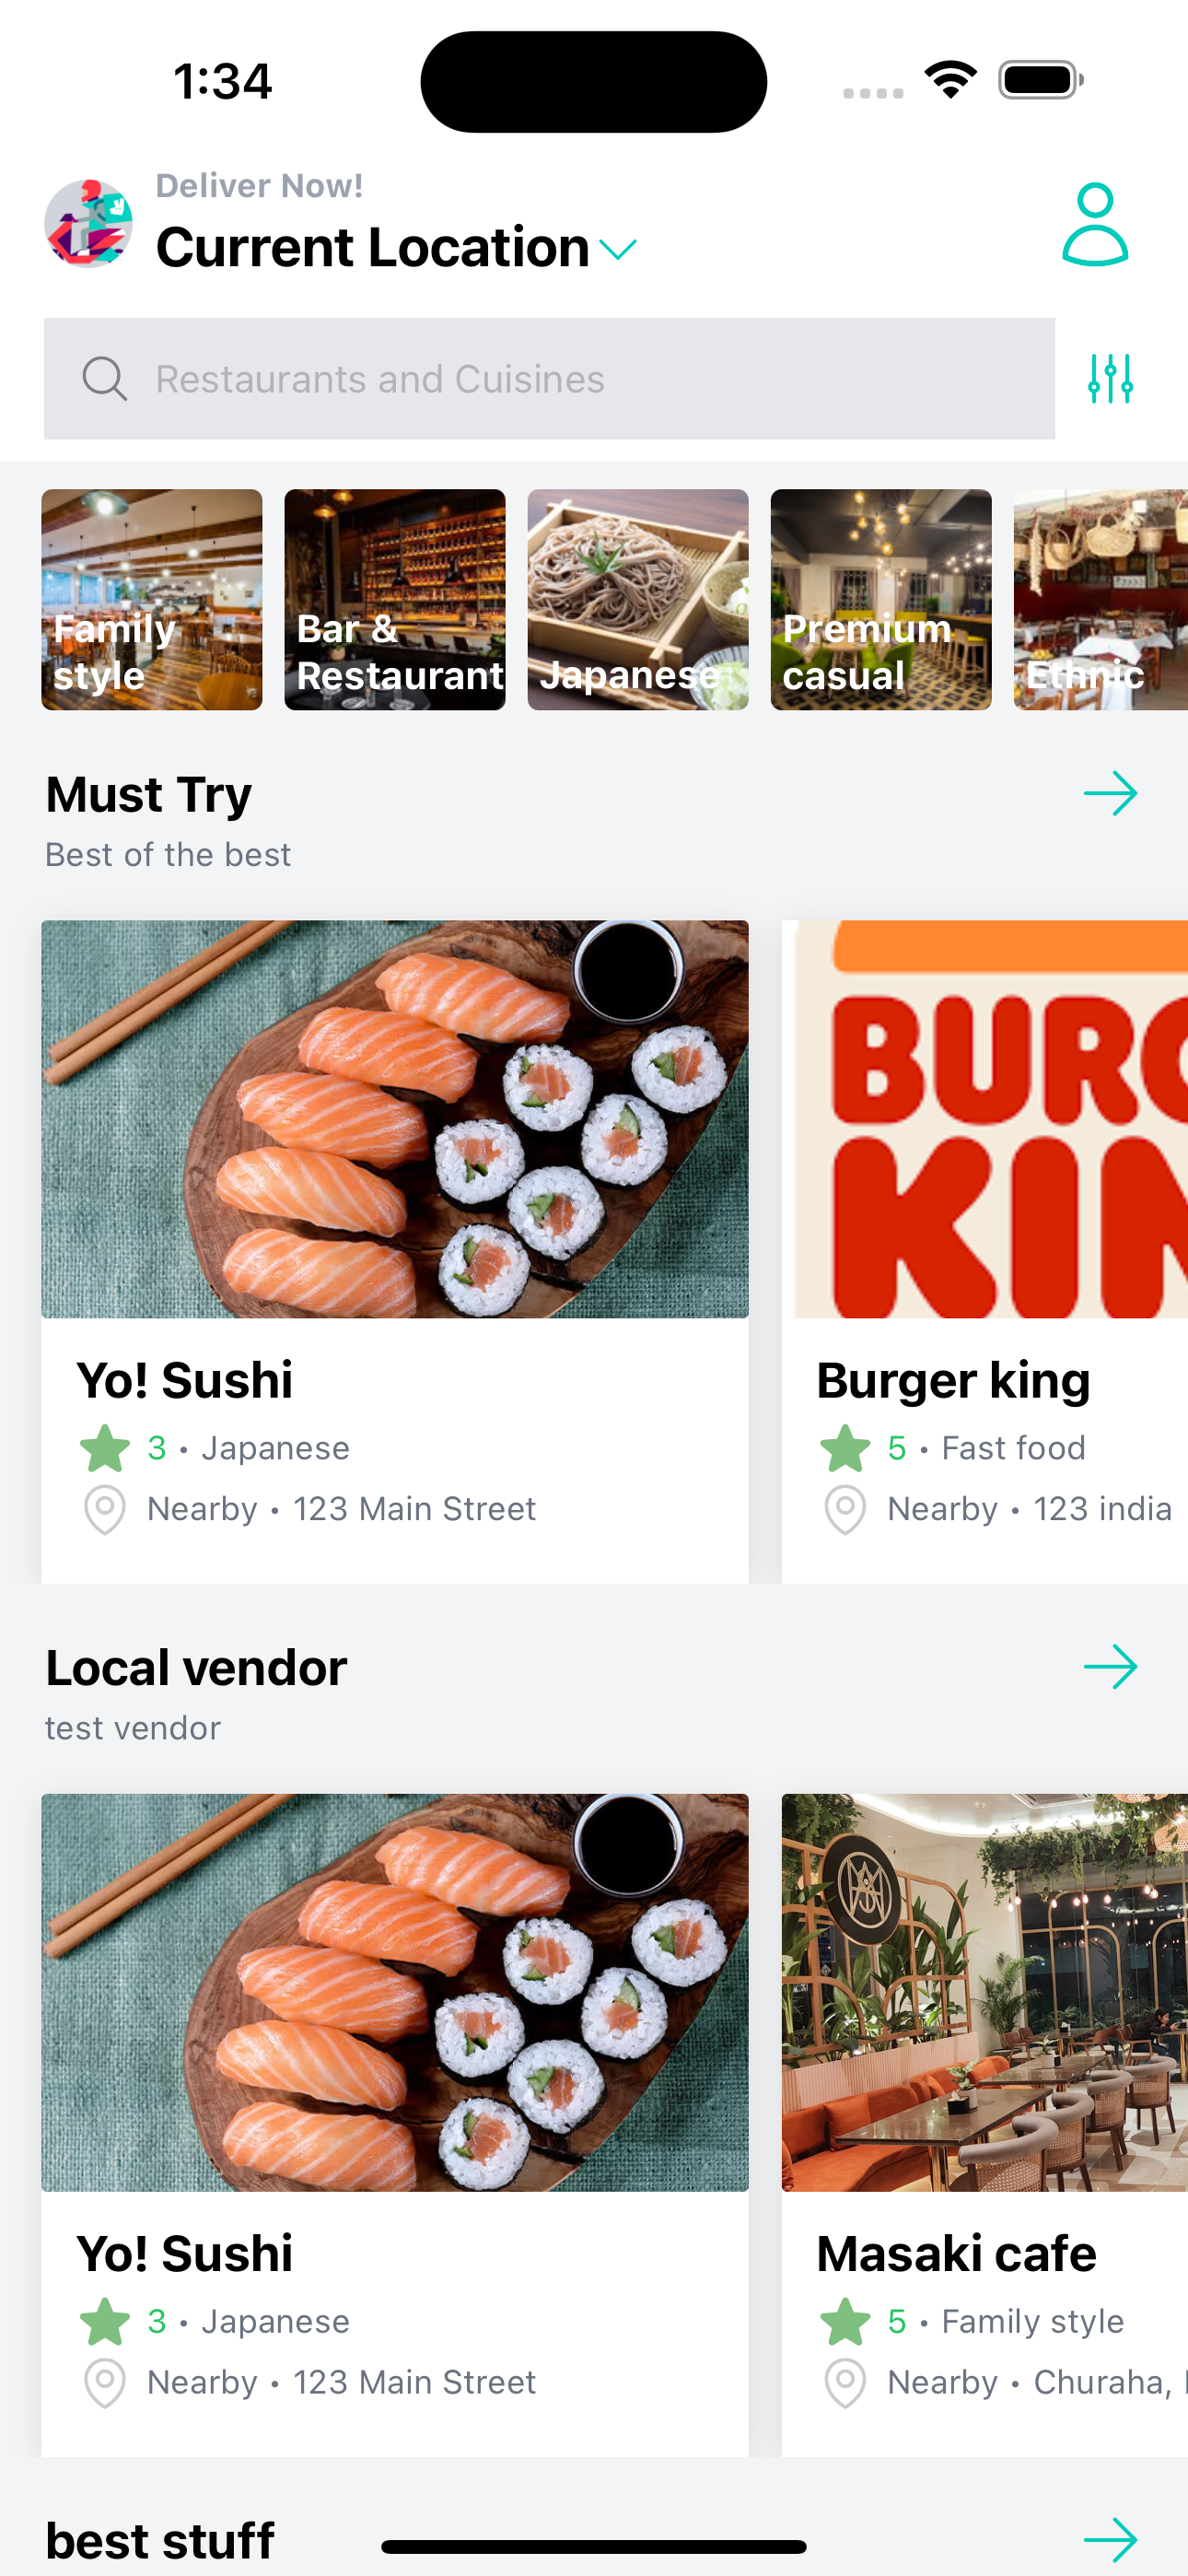 1:34
Deliver Now!
Current Location
Restaurants and Cuisines
Family
style
Bar &
Restaurant
Japanese
Premium
casual
Ethnic
Must Try
Best of the best
BURG
KIN
Yo! Sushi
3 • Japanese
Nearby • 123 Main Street
Burger king
5 • Fast food
Nearby • 123 india
Local vendor
test vendor
Yo! Sushi
3 • Japanese
Nearby • 123 Main Street
Masaki cafe
5 • Family style
Nearby • Churaha,
best stuff